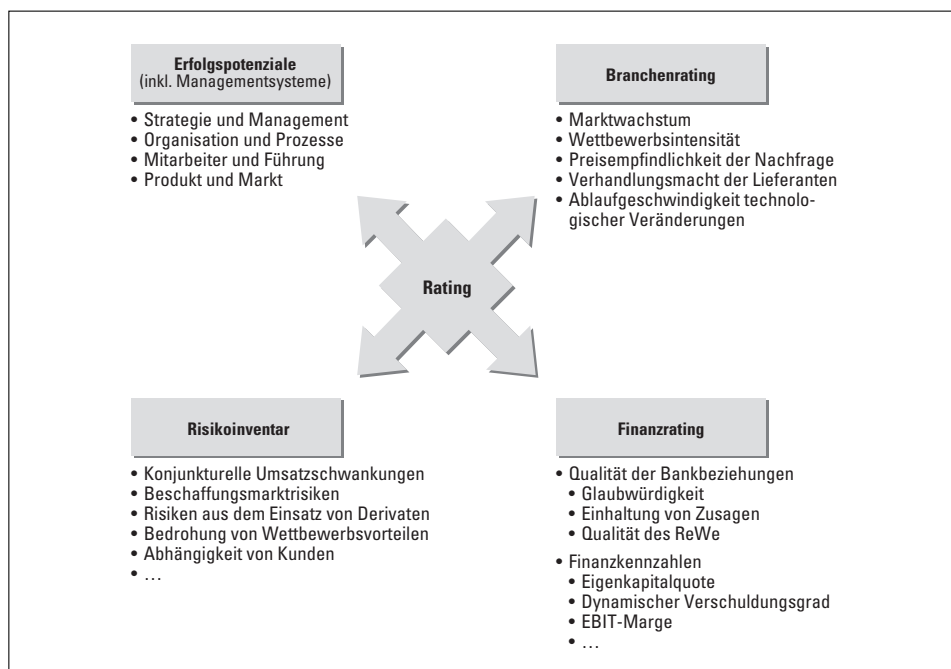 Erfolgspotenziale
(inkl. Managementsysteme)
• Strategie und Management
• Organisation und Prozesse
• Mitarbeiter und Führung
• Produkt und Markt
Branchenrating
• Marktwachstum
• Wettbewerbsintensität
• Preisempfindlichkeit der Nachfrage
• Verhandlungsmacht der Lieferanten
• Ablaufgeschwindigkeit technolo-
gischer Veränderungen
Rating
Risikoinventar
• Konjunkturelle Umsatzschwankungen
• Beschaffungsmarktrisiken
• Risiken aus dem Einsatz von Derivaten
• Bedrohung von Wettbewerbsvorteilen
• Abhängigkeit von Kunden
• …
Finanzrating
• Qualität der Bankbeziehungen
• Glaubwürdigkeit
• Einhaltung von Zusagen
• Qualität des ReWe
• Finanzkennzahlen
• Eigenkapitalquote
• Dynamischer Verschuldungsgrad
• EBIT-Marge
• …